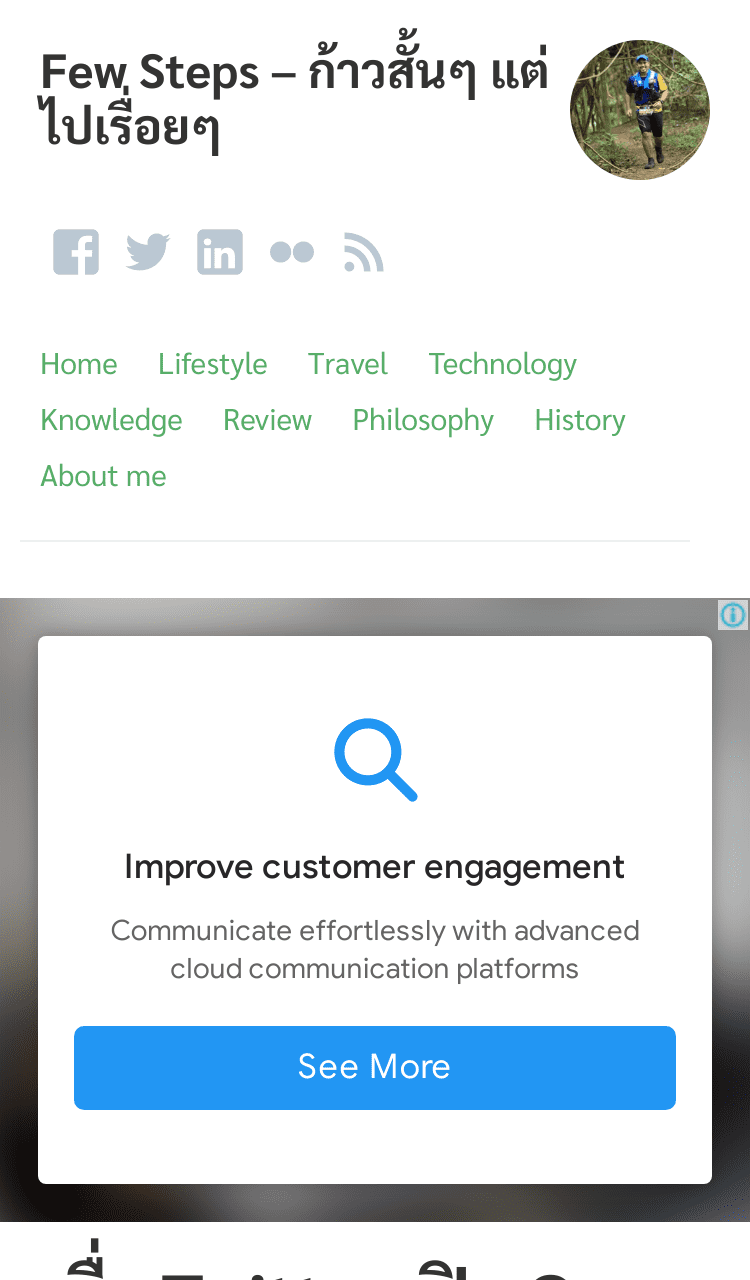 Few Steps – ก้าวสั้นๆ แต่
ไปเรื่อยๆ
Home Lifestyle Travel Technology
Knowledge Review Philosophy History
About me
Improve customer engagement
Communicate effortlessly with advanced
cloud communication platforms
See More